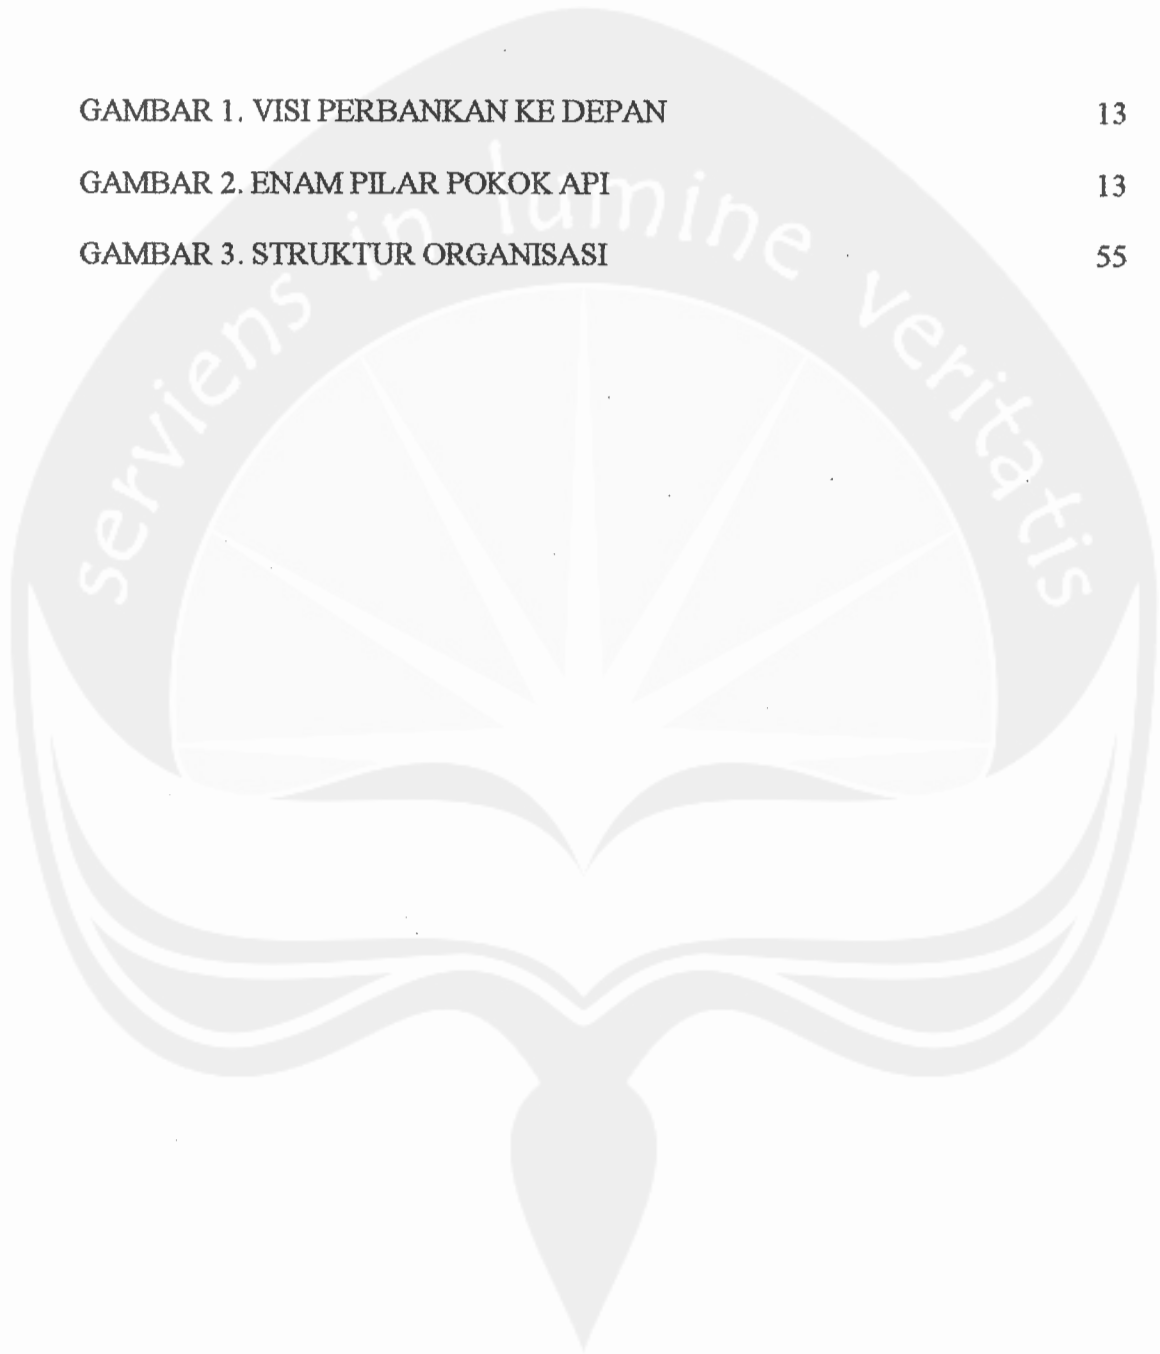 GAMBAR 1. VISI PERBANKAN KE DEPAN 13
GAMBAR 2. ENAM PILAR POKOK API 13
GAMBAR 3. STRUKTUR ORGANISASI 55
serviens in lumine veritatis